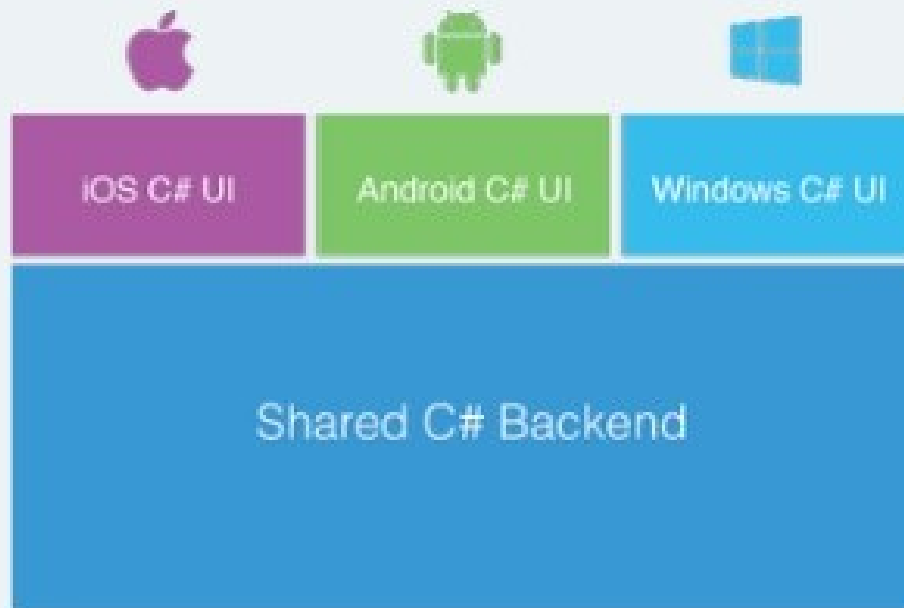 iOS C# UI
Android C# UI
Windows C# UI
Shared C# Backend